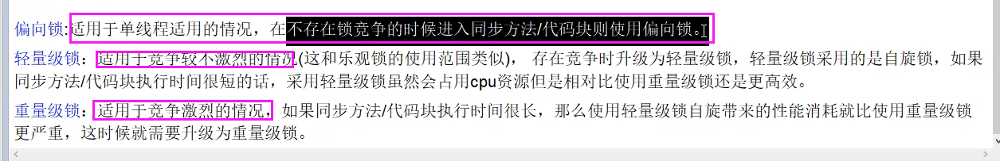 偏向锁:适用于单线程适用的情况，在不存在锁竞争的时候进入同步方法/代码块则使用偏向锁。
轻量级锁：适用于竞争较不激烈的情况(这和乐观锁的使用范围类似)， 存在竞争时升级为轻量级锁，轻量级锁采用的是自旋锁，如果
同步方法/代码块执行时间很短的话，采用轻量级锁虽然会占用cpu资源但是相对比使用重量级锁还是更高效。
重量级锁：适用于竞争激烈的情况，如果同步方法/代码块执行时间很长，那么使用轻量级锁自旋带来的性能消耗就比使用重量级锁
更严重，这时候就需要升级为重量级锁。